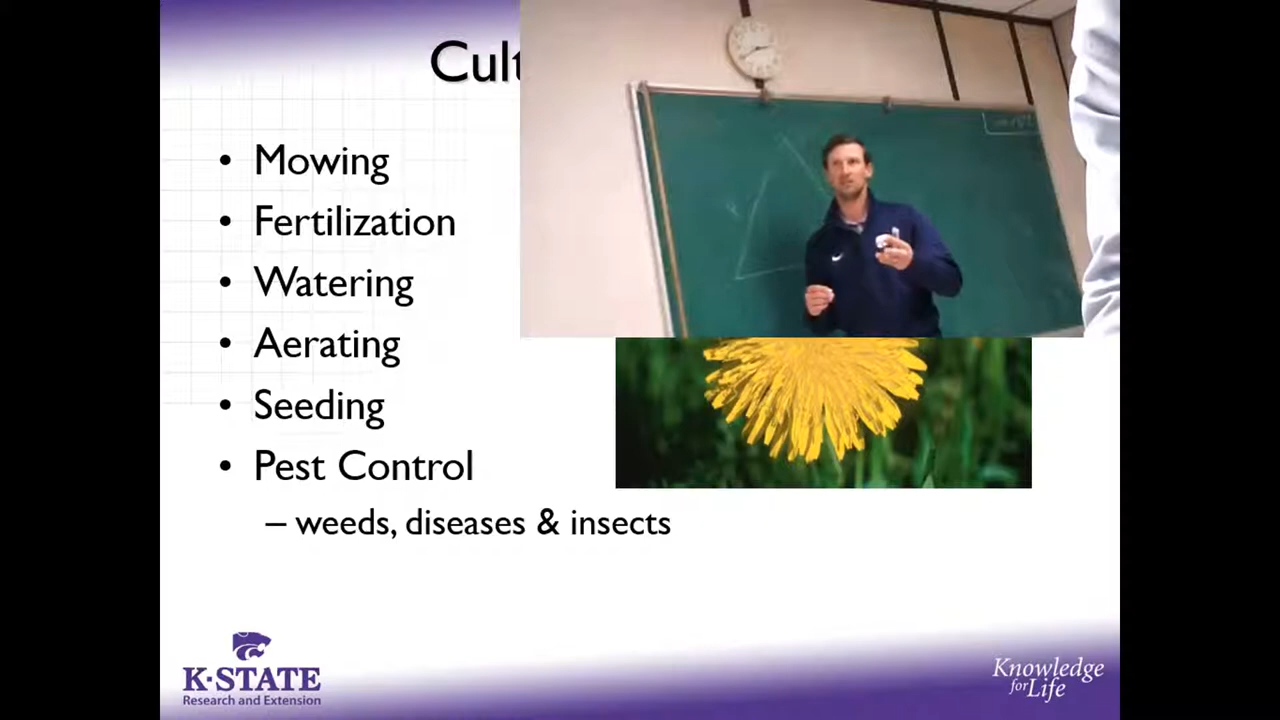 Cult
• Mowing
• Fertilization
• Watering
• Aerating
• Seeding
• Pest Control
– weeds, diseases & insects
K·STATE
Research and Extension
Knowledge
for Life